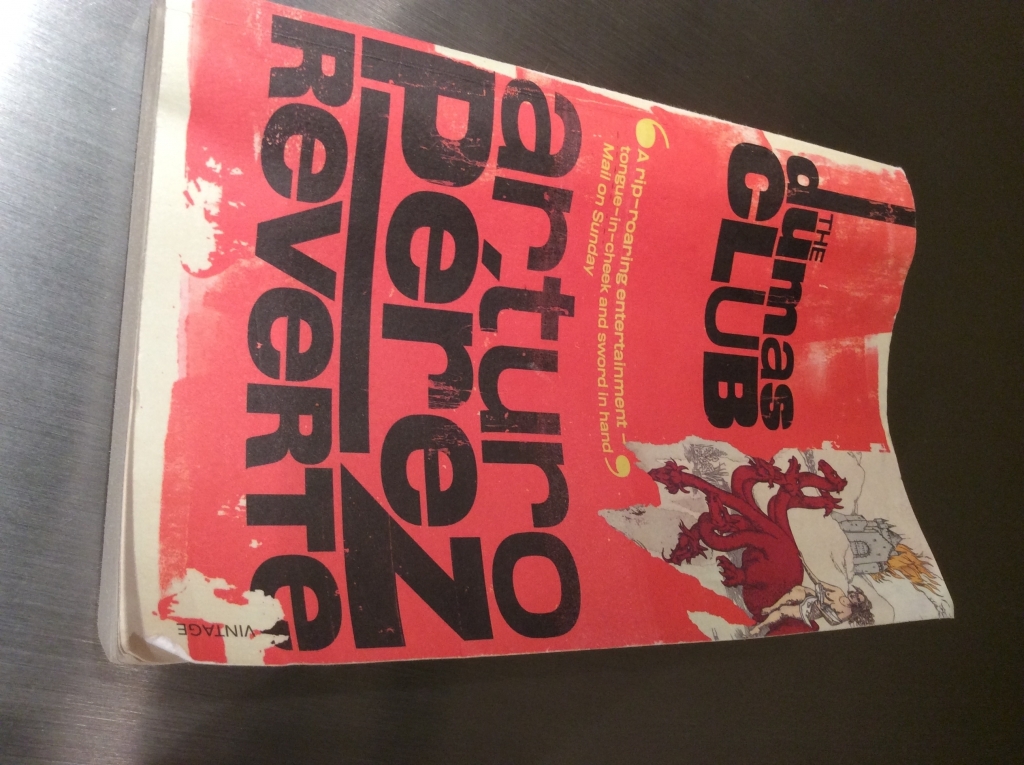 THE
dumas
CLUB
‘A rip-roaring entertainment –
tongue-in-cheek and sword in hand’
Mail on Sunday
arturo
Pérez
ReveRTe
VINTAGE